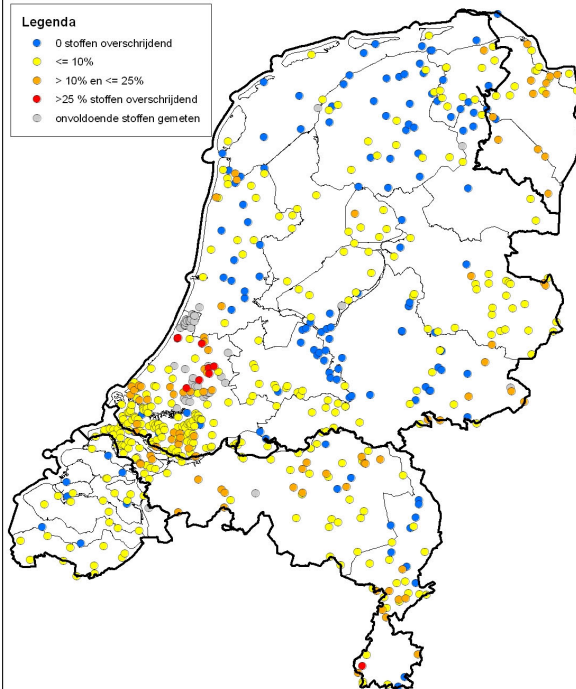 Legenda
0 stoffen overschrijdend
<= 10%
> 10% en <= 25%
>25 % stoffen overschrijdend
onvoldoende stoffen gemeten